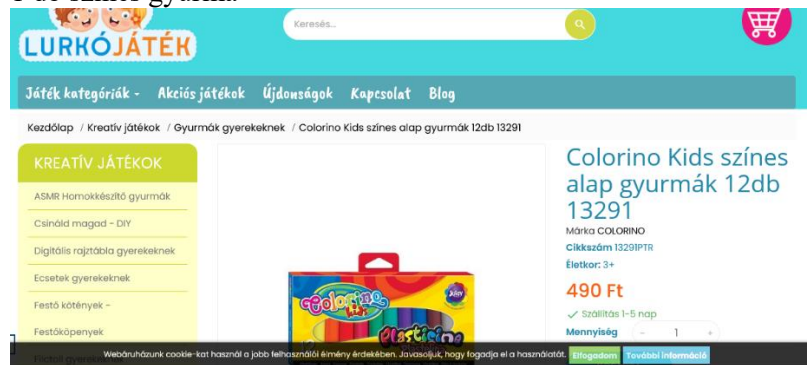 LURKÓJÁTÉK
Keresés...
Játék kategóriák - Akciós játékok Újdonságok Kapcsolat Blog
Kezdőlap / Kreatív játékok / Gyurmák gyerekeknek / Colorino Kids színes alap gyurmák 12db 13291
KREATÍV JÁTÉKOK
ASMR Homokkészítő gyurmák
Csináld magad - DIY
Digitális rajztábla gyerekeknek
Ecsetek gyerekeknek
Festő kötények -
Festőköpenyek
Colorino
kids
Plasticine
Colorino Kids színes
alap gyurmák 12db
13291
Márka COLORINO
Cikkszám 13291PTR
Életkor: 3+
490 Ft
Szállítás 1-5 nap
Mennyiség - 1 +
Webáruházunk cookie-kat használ a jobb felhasználói élmény érdekében. Javasoljuk, hogy fogadja el a használatát. Elfogadom További információ